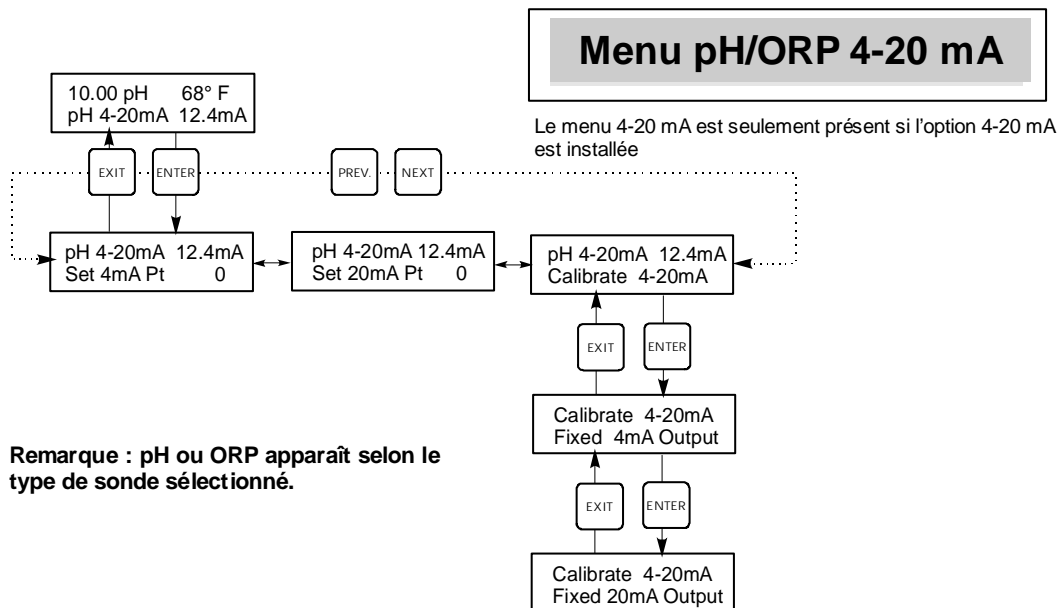 Menu pH/ORP 4-20 mA
10.00 pH 68° F
pH 4-20mA 12.4mA
Le menu 4-20 mA est seulement présent si l'option 4-20 mA
est installée
EXIT
ENTER
PREV.
NEXT
pH 4-20mA 12.4mA
Set 4mA Pt 0
pH 4-20mA 12.4mA
Set 20mA Pt 0
pH 4-20mA 12.4mA
Calibrate 4-20mA
EXIT
ENTER
Calibrate 4-20mA
Fixed 4mA Output
Remarque : pH ou ORP apparaît selon le
type de sonde sélectionné.
EXIT
ENTER
Calibrate 4-20mA
Fixed 20mA Output